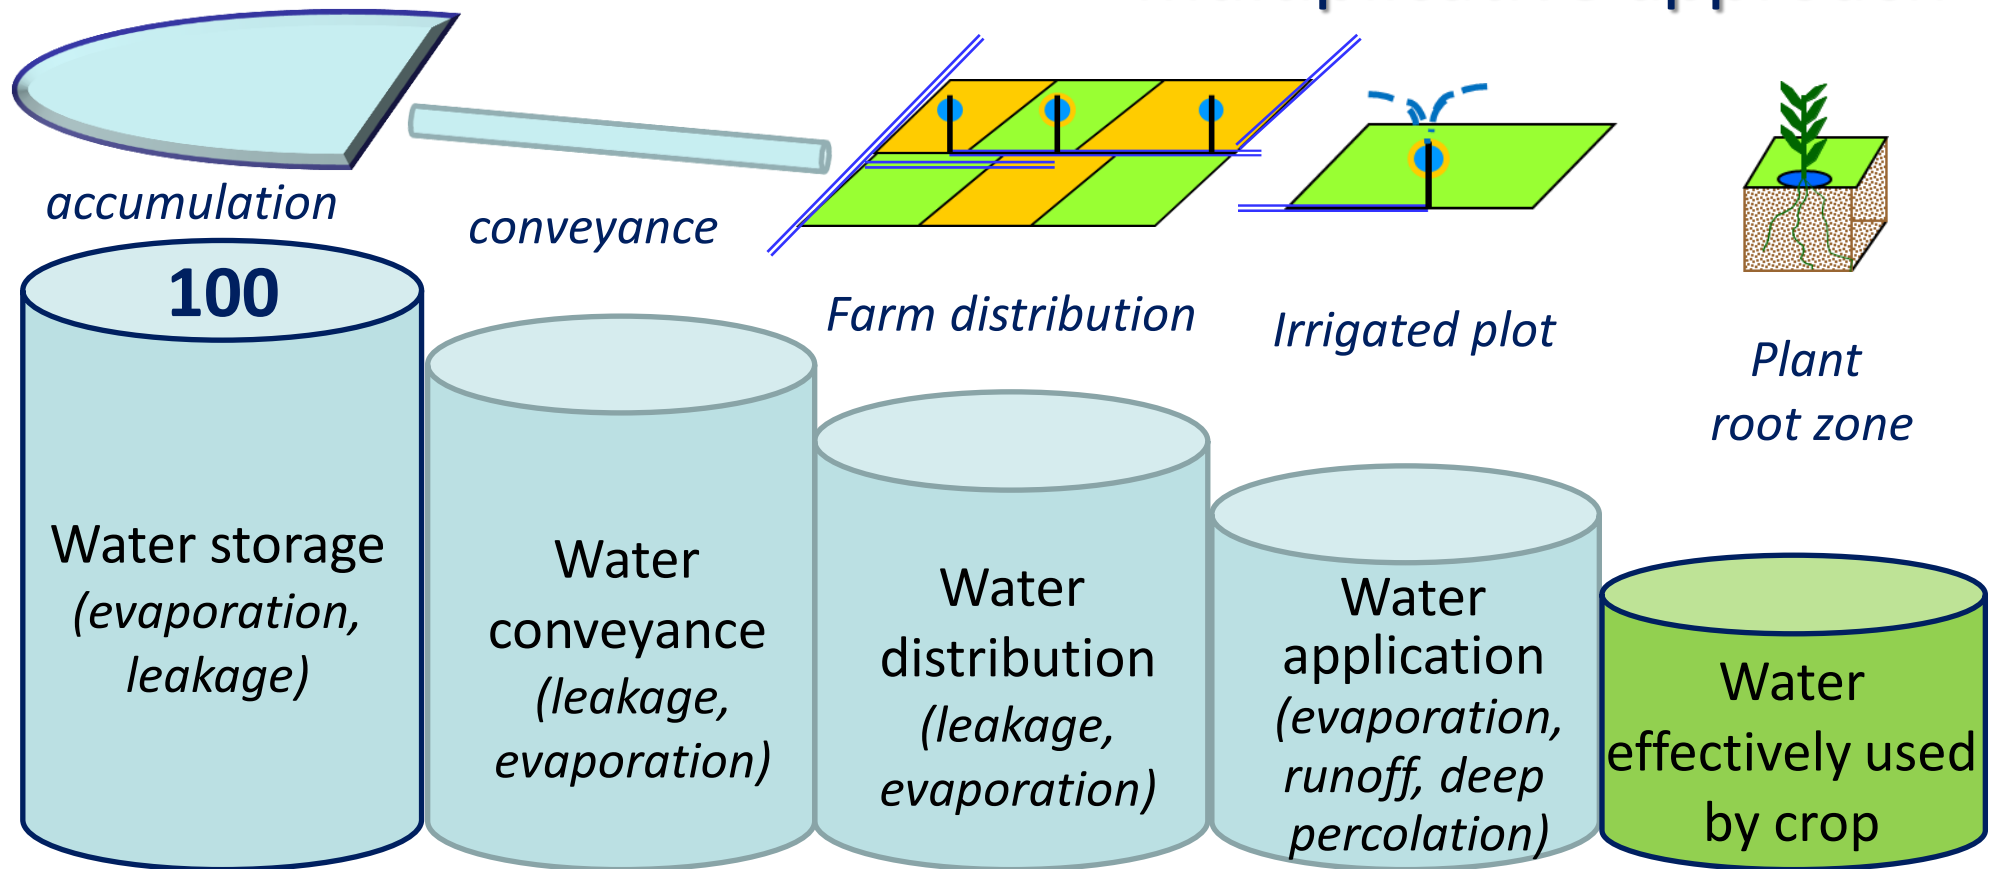 accumulation
conveyance
Farm distribution
Irrigated plot
Plant
root zone
100
Water storage
(evaporation,
leakage)
Water
conveyance
(leakage,
evaporation)
Water
distribution
(leakage,
evaporation)
Water
application
(evaporation,
runoff, deep
percolation)
Water
effectively used
by crop